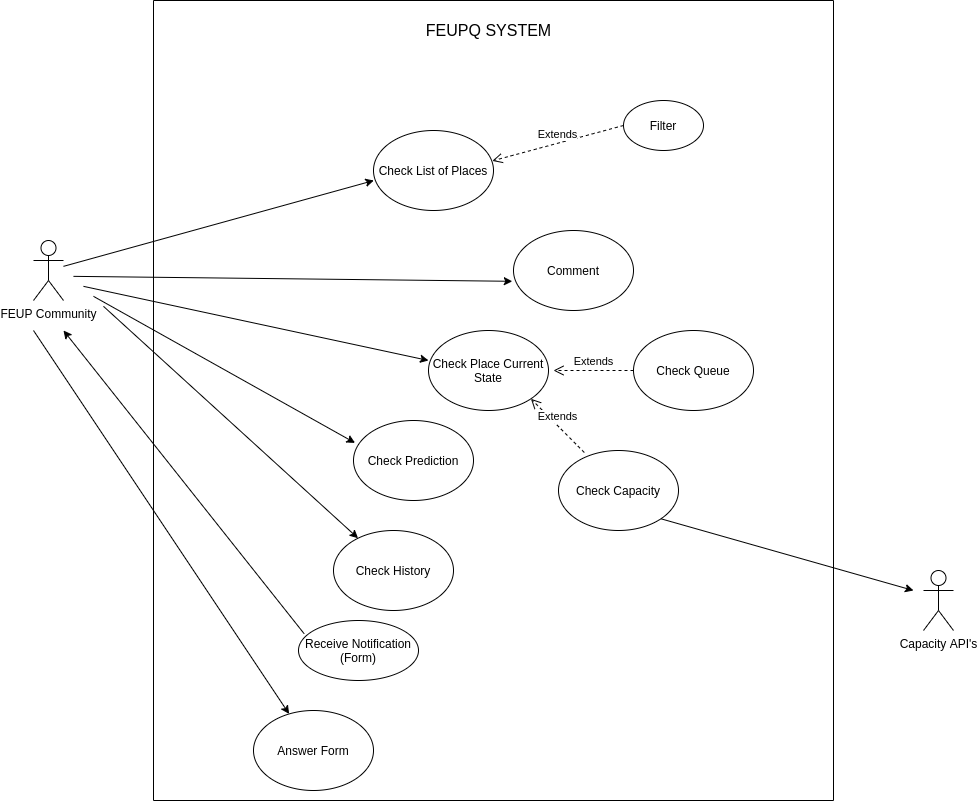 FEUPQ SYSTEM
Filter
Extends
Check List of Places
Comment
FEUP Community
Extends
Check Place Current
State
Check Queue
Extends
Check Prediction
Check Capacity
Check History
Receive Notification
(Form)
Capacity API's
Answer Form